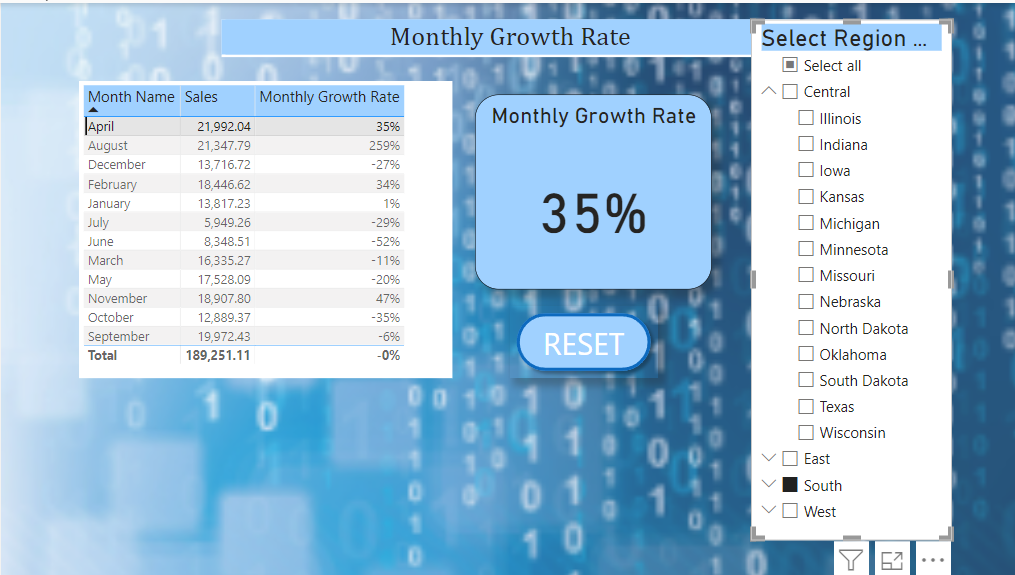 Monthly Growth Rate
Month Name Sales Monthly Growth Rate
April 21,992.04 35%
August 21,347.79 259%
December 13,716.72 -27%
February 18,446.62 34%
January 13,817.23 1%
July 5,949.26 -29%
June 8,348.51 -52%
March 16,335.27 -11%
May 17,528.09 -20%
November 18,907.80 47%
October 12,889.37 -35%
September 19,972.43 -6%
Total 189,251.11 -0%
Monthly Growth Rate
35%
RESET
Select Region ...
Select all
Central
Illinois
Indiana
Iowa
Kansas
Michigan
Minnesota
Missouri
Nebraska
North Dakota
Oklahoma
South Dakota
Texas
Wisconsin
East
South
West